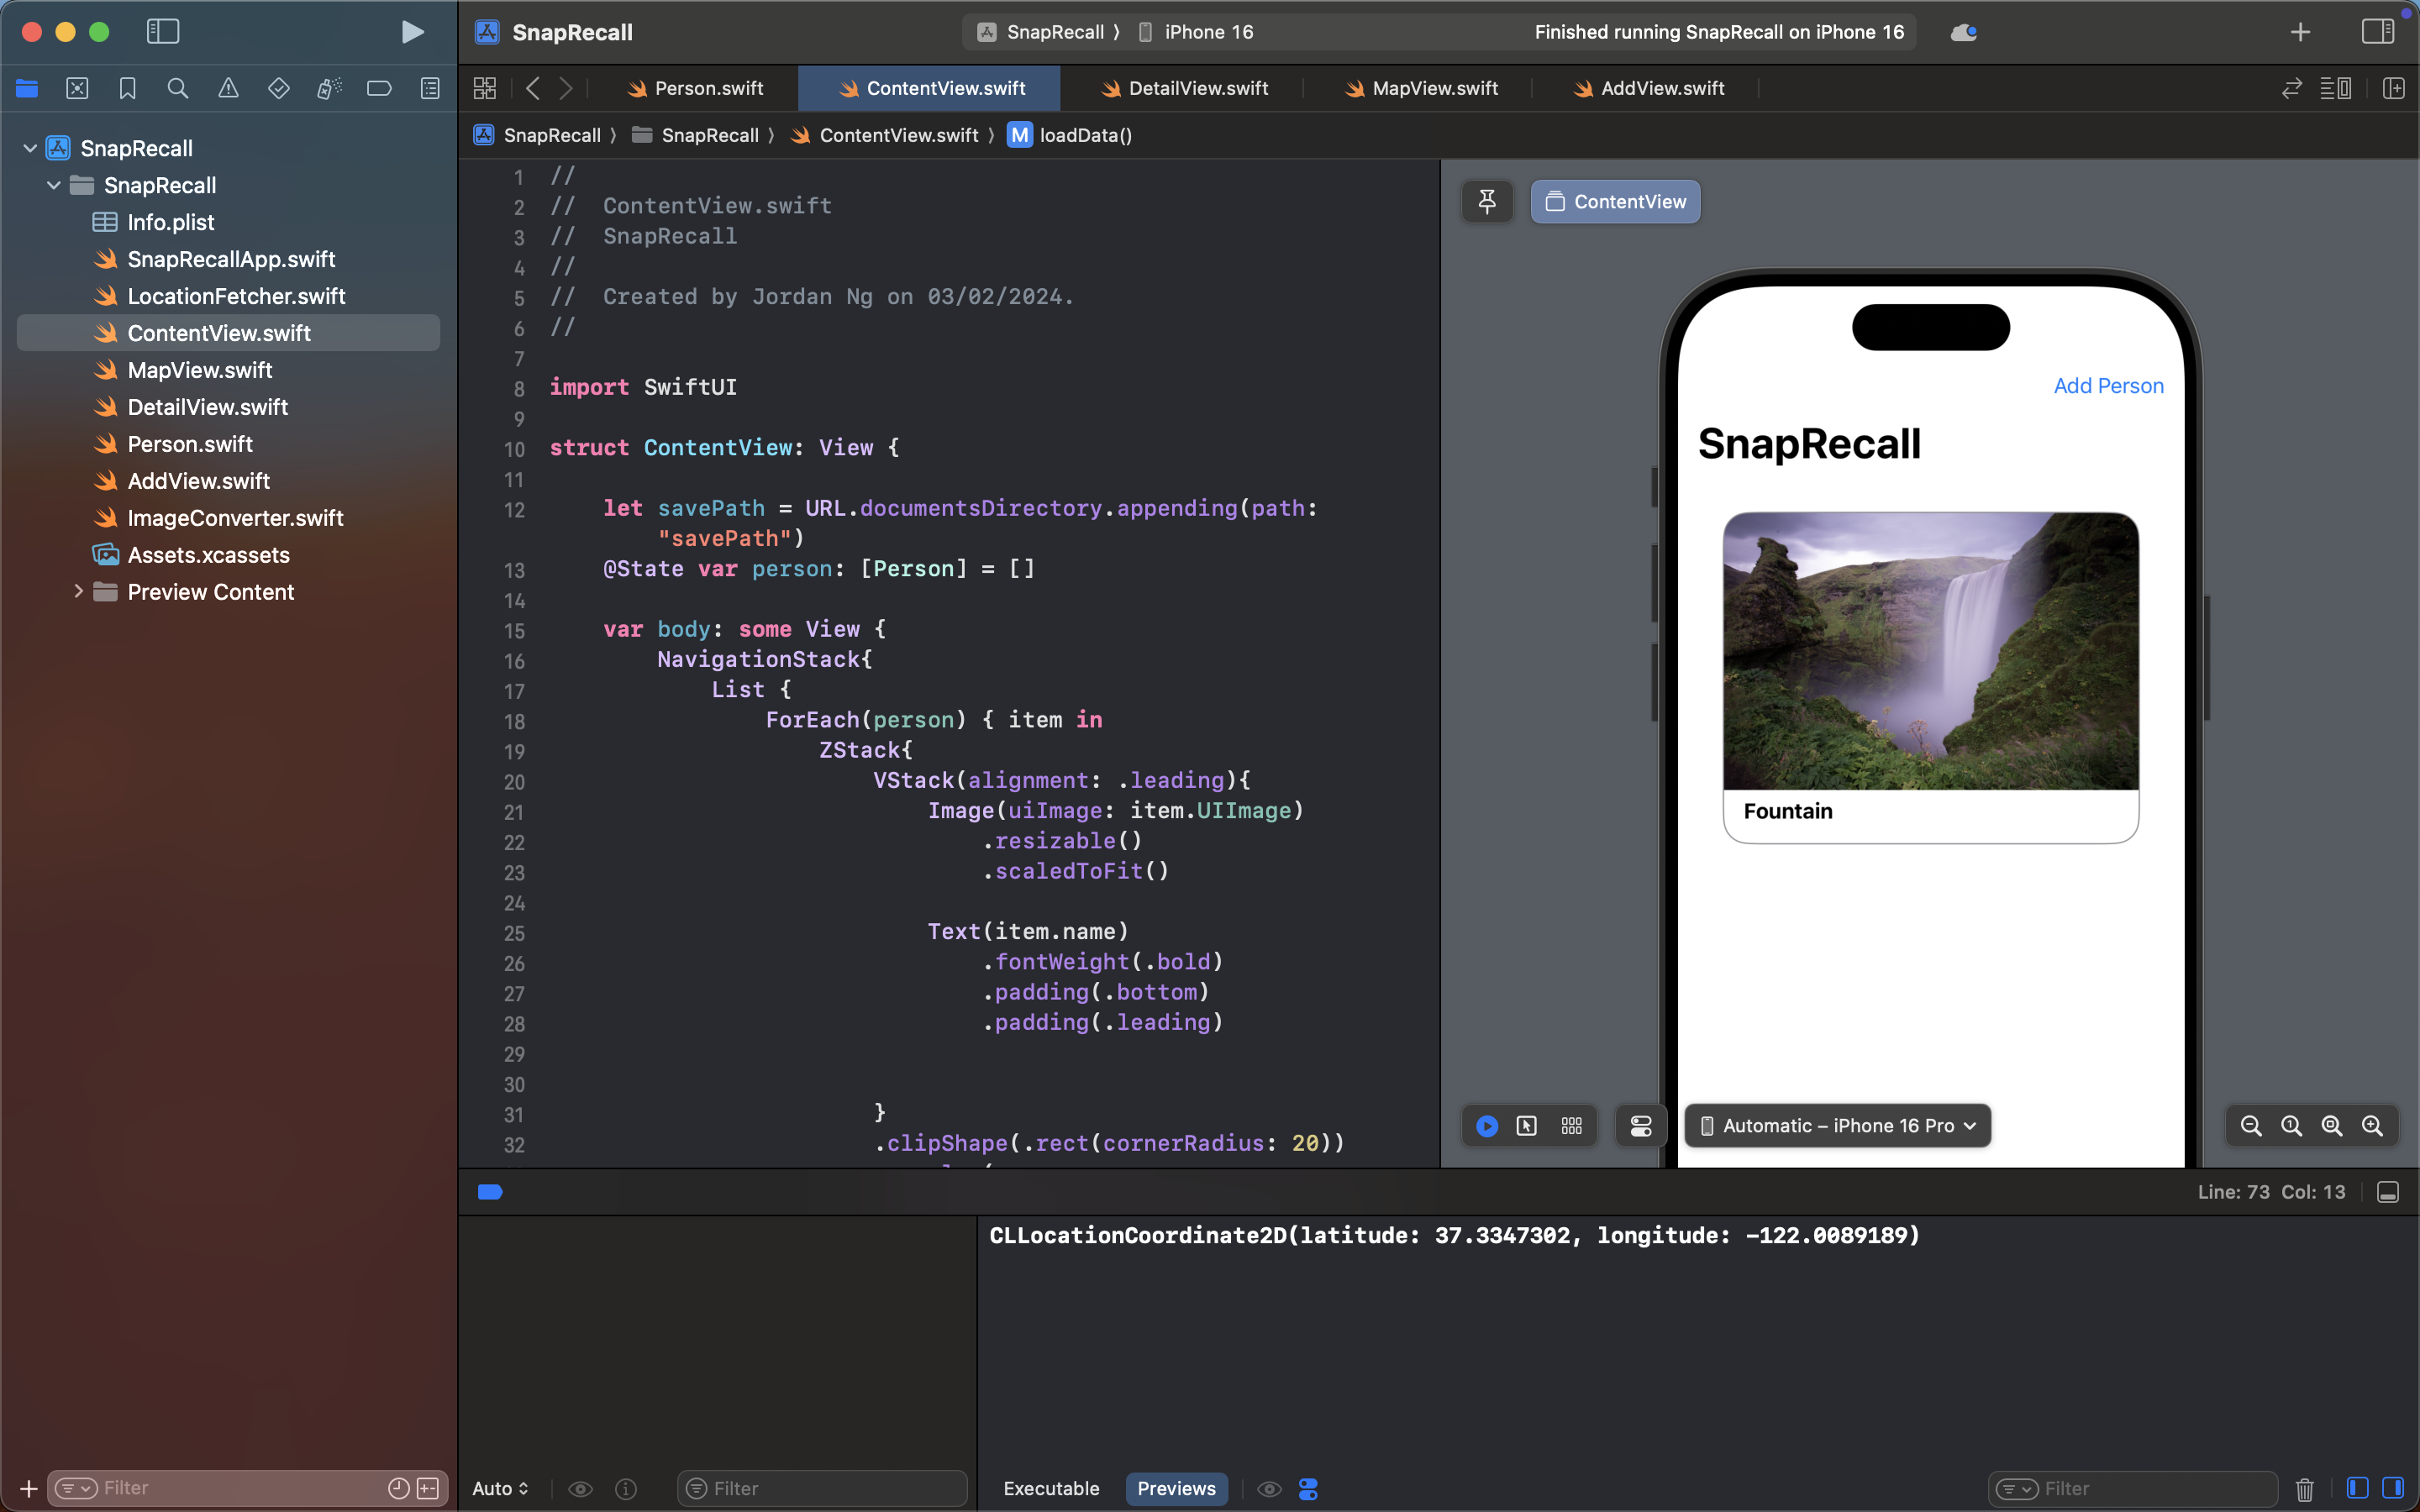 SnapRecall
SnapRecall
iPhone 16
Finished running SnapRecall on iPhone 16
Person.swift
ContentView.swift
DetailView.swift
MapView.swift
AddView.swift
SnapRecall
SnapRecall
ContentView.swift
M
loadData()
SnapRecall
SnapRecall
Info.plist
SnapRecallApp.swift
LocationFetcher.swift
ContentView.swift
MapView.swift
DetailView.swift
Person.swift
AddView.swift
ImageConverter.swift
Assets.xcassets
Preview Content
Filter
1 //
2 //  ContentView.swift
3 //  SnapRecall
4 //
5 //  Created by Jordan Ng on 03/02/2024.
6 //
7
8 import SwiftUI
9
10 struct ContentView: View {
11
12     let savePath = URL.documentsDirectory.appending(path:
"savePath")
13     @State var person: [Person] = []
14
15     var body: some View {
16         NavigationStack{
17             List {
18                 ForEach(person) { item in
19                     ZStack{
20                         VStack(alignment: .leading){
21                             Image(uiImage: item.UIImage)
22                                 .resizable()
23                                 .scaledToFit()
24
25                             Text(item.name)
26                                 .fontWeight(.bold)
27                                 .padding(.bottom)
28                                 .padding(.leading)
29
30
31                         }
32                         .clipShape(.rect(cornerRadius: 20))
ContentView
Add Person
SnapRecall
Fountain
Automatic – iPhone 16 Pro
Line: 73 Col: 13
CLLocationCoordinate2D(latitude: 37.3347302, longitude: -122.0089189)
Auto
Filter
Executable
Previews
Filter